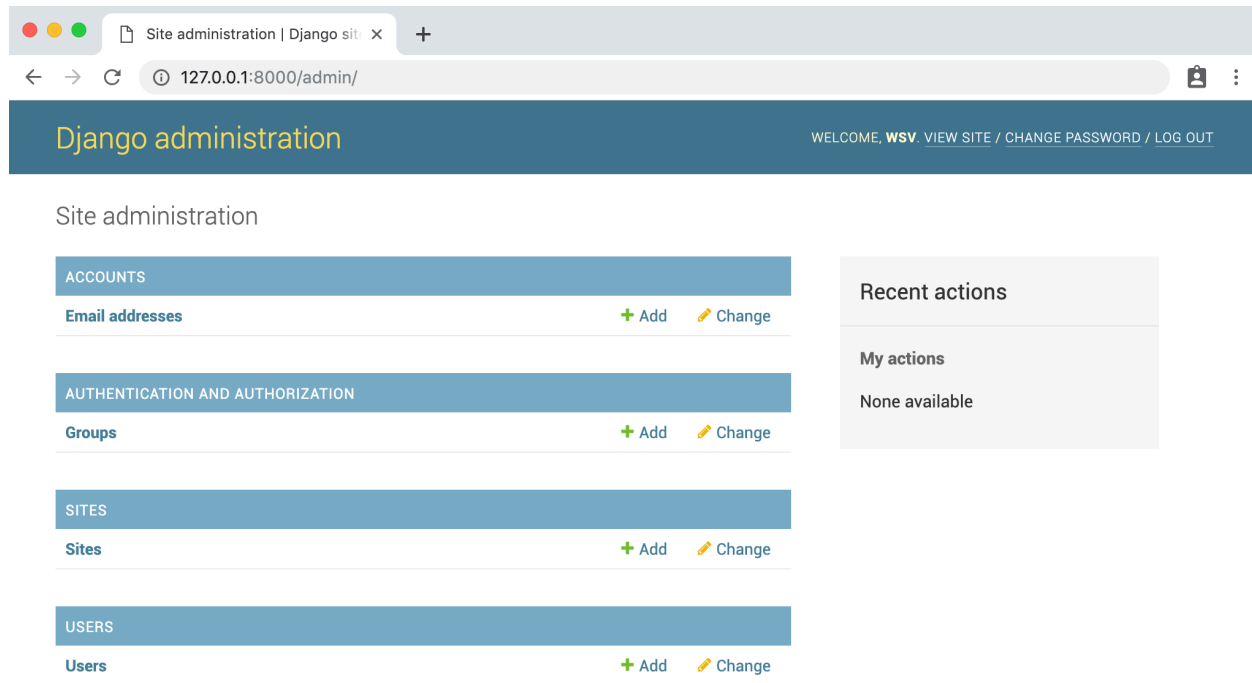 Site administration | Django sit
127.0.0.1:8000/admin/
Django administration
WELCOME, WSV. VIEW SITE / CHANGE PASSWORD / LOG OUT
Site administration
ACCOUNTS
Email addresses Add Change
AUTHENTICATION AND AUTHORIZATION
Groups Add Change
SITES
Sites Add Change
USERS
Users Add Change
Recent actions
My actions
None available